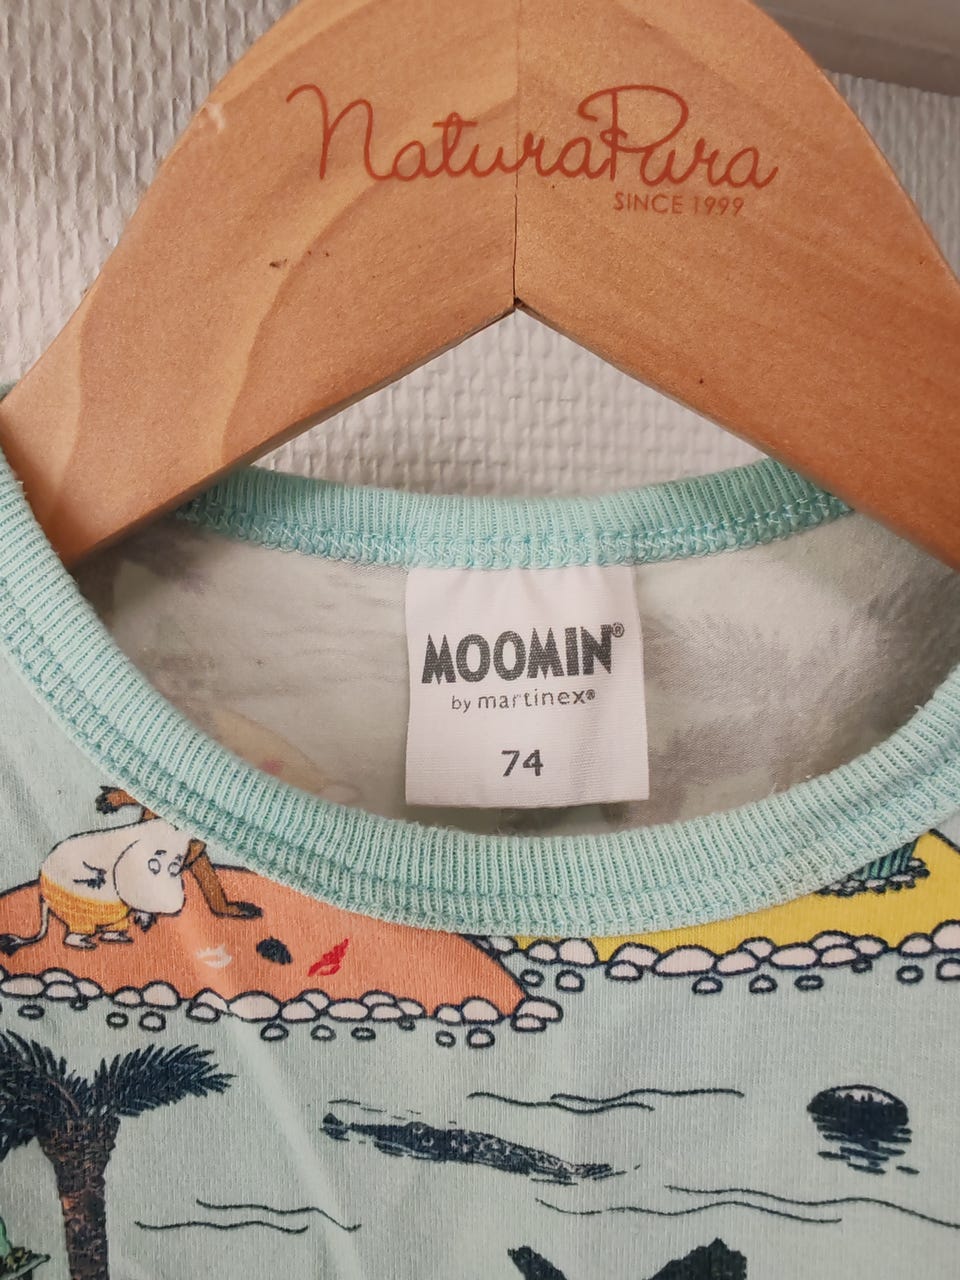 NaturaPura
SINCE 1999
MOOMIN®
by martinex®
74